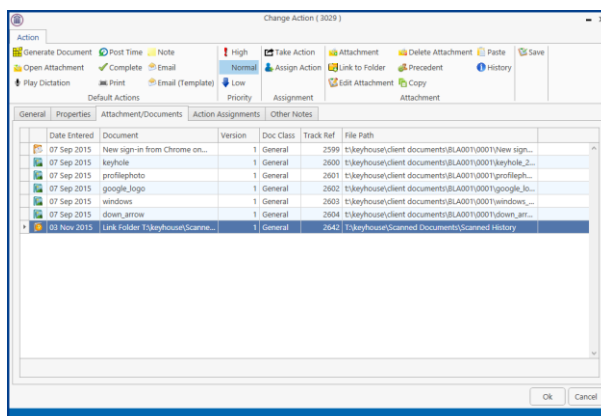 Change Action ( 3029 )
Action
Generate Document Post Time Note High Take Action Attachment Delete Attachment Paste Save
Open Attachment Complete Email Normal Assign Action Link to Folder Precedent History
Play Dictation Print Email (Template) Low Edit Attachment Copy
Default Actions Priority Assignment Attachment
General Properties Attachment/Documents Action Assignments Other Notes
Date Entered Document Version Doc Class Track Ref File Path
07 Sep 2015 New sign-in from Chrome on... 1 General 2599 t:\keyhouse\client documents\BLA001\0001\New sign...
07 Sep 2015 keyhole 1 General 2600 t:\keyhouse\client documents\BLA001\0001\keyhole_2...
07 Sep 2015 profilephoto 1 General 2601 t:\keyhouse\client documents\BLA001\0001\profileph...
07 Sep 2015 google_logo 1 General 2602 t:\keyhouse\client documents\BLA001\0001\google_lo...
07 Sep 2015 windows 1 General 2603 t:\keyhouse\client documents\BLA001\0001\windows_...
07 Sep 2015 down_arrow 1 General 2604 t:\keyhouse\client documents\BLA001\0001\down_arr...
03 Nov 2015 Link Folder T:\keyhouse\Scanne... 1 General 2642 T:\keyhouse\Scanned Documents\Scanned History
Ok Cancel